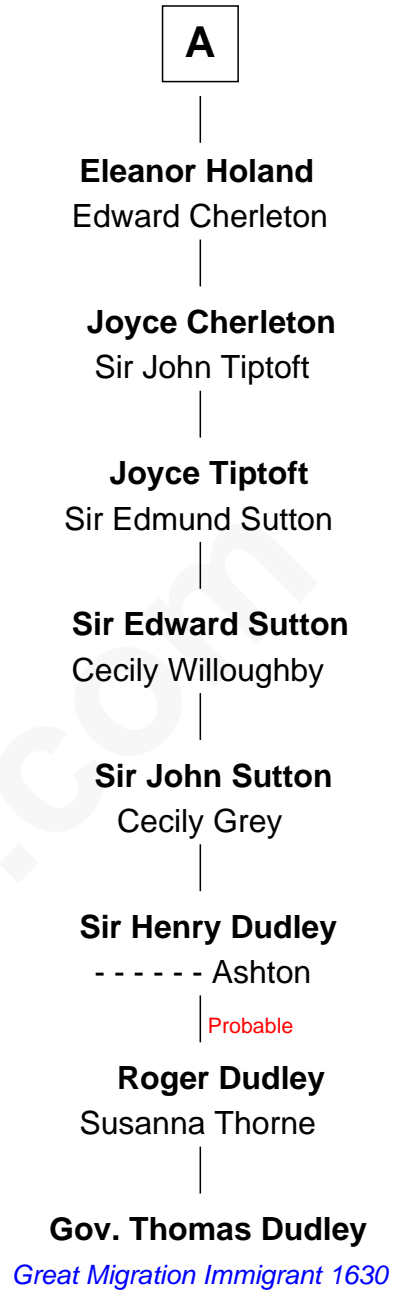 A
Eleanor Holand
Edward Cherleton
Joyce Cherleton
Sir John Tiptoft
Joyce Tiptoft
Sir Edmund Sutton
Sir Edward Sutton
Cecily Willoughby
Sir John Sutton
Cecily Grey
Sir Henry Dudley
- - - - - - Ashton
Probable
Roger Dudley
Susanna Thorne
Gov. Thomas Dudley
Great Migration Immigrant 1630
.com